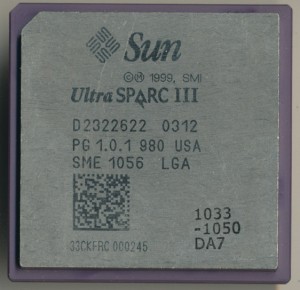 Sun
©Ⓜ 1999, SMI
UltraSPARC III
D2322622 0312
PG 1.0.1 980 USA
SME 1056 LGA
1033
-1050
33CKFRC 000245
DA7